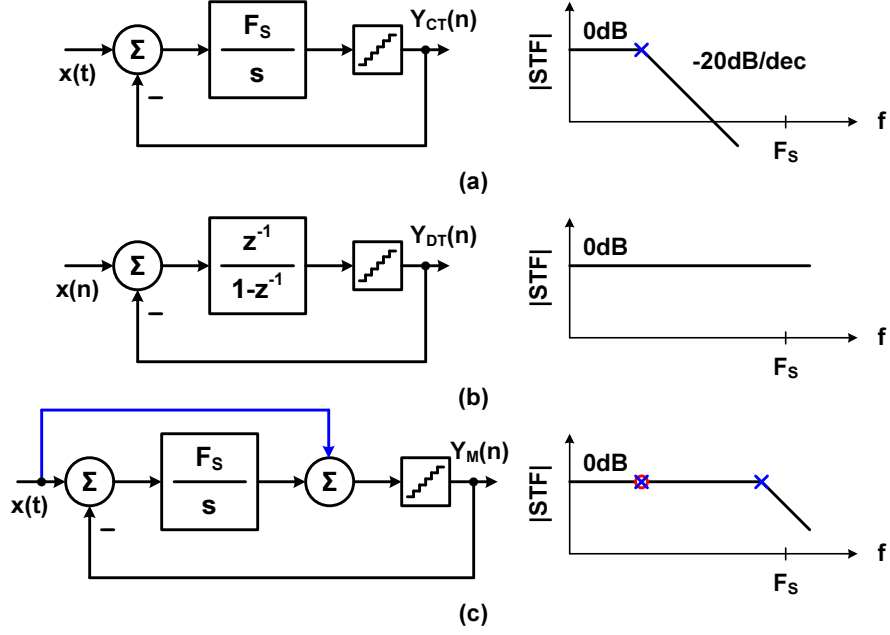 x(t) Σ − F_S / s Y_CT(n)
|STF| 0dB -20dB/dec F_S f
(a)
x(n) Σ − z^-1 / 1-z^-1 Y_DT(n)
|STF| 0dB F_S f
(b)
x(t) Σ − F_S / s Σ Y_M(n)
|STF| 0dB F_S f
(c)